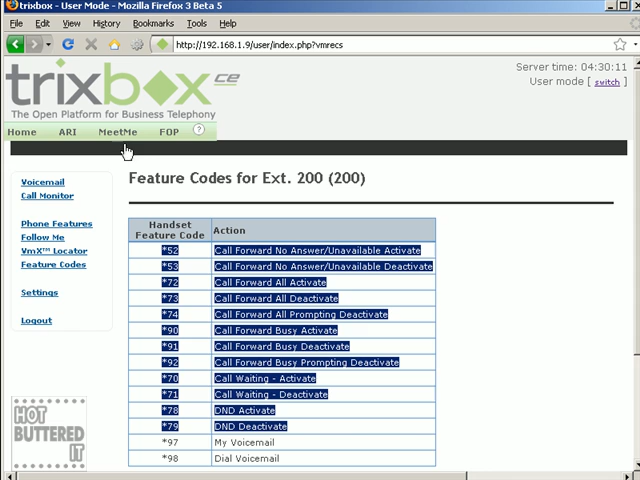 trixbox - User Mode - Mozilla Firefox 3 Beta 5
File Edit View History Bookmarks Tools Help
http://192.168.1.9/user/index.php?vmrecs
trixbox ce
The Open Platform for Business Telephony
Server time: 04:30:11
User mode [ switch ]
Home ARI MeetMe FOP ?
Voicemail
Call Monitor
Phone Features
Follow Me
VmX™ Locator
Feature Codes
Settings
Logout
HOT
BUTTERED
IT
Feature Codes for Ext. 200 (200)
Handset
Feature Code Action
*52 Call Forward No Answer/Unavailable Activate
*53 Call Forward No Answer/Unavailable Deactivate
*72 Call Forward All Activate
*73 Call Forward All Deactivate
*74 Call Forward All Prompting Deactivate
*90 Call Forward Busy Activate
*91 Call Forward Busy Deactivate
*92 Call Forward Busy Prompting Deactivate
*70 Call Waiting - Activate
*71 Call Waiting - Deactivate
*78 DND Activate
*79 DND Deactivate
*97 My Voicemail
*98 Dial Voicemail